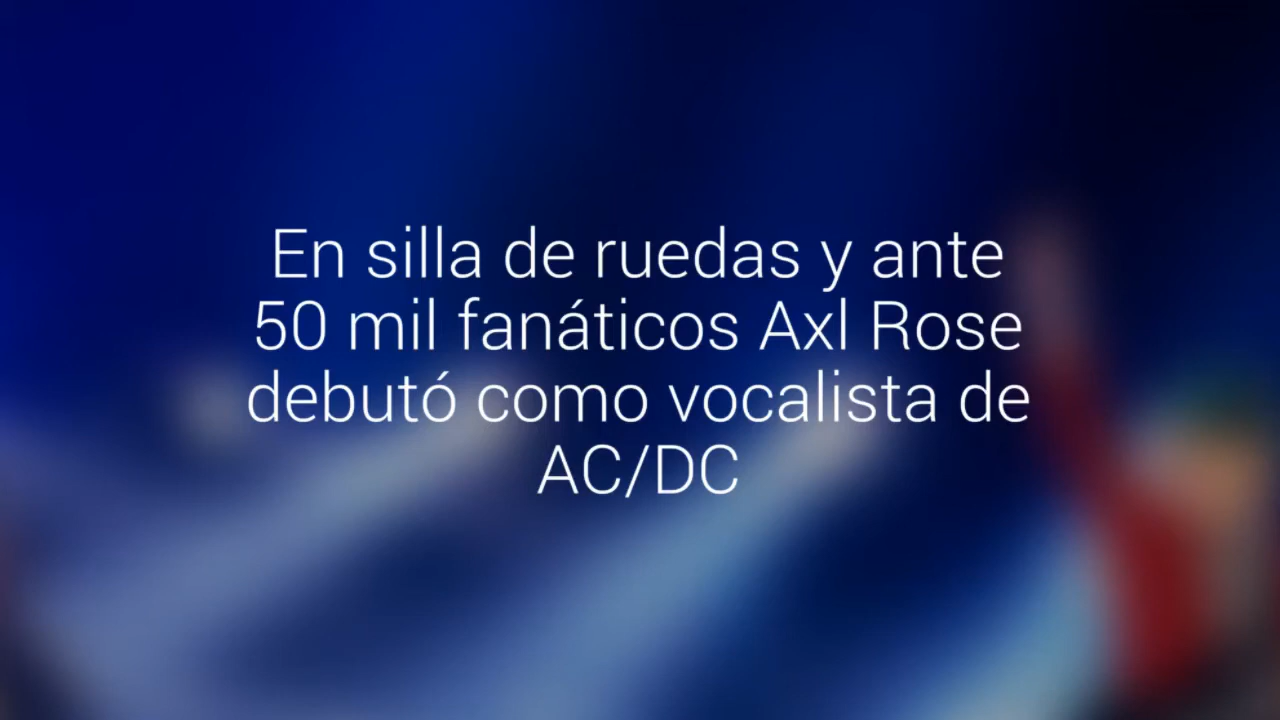 En silla de ruedas y ante
50 mil fanáticos Axl Rose
debutó como vocalista de
AC/DC